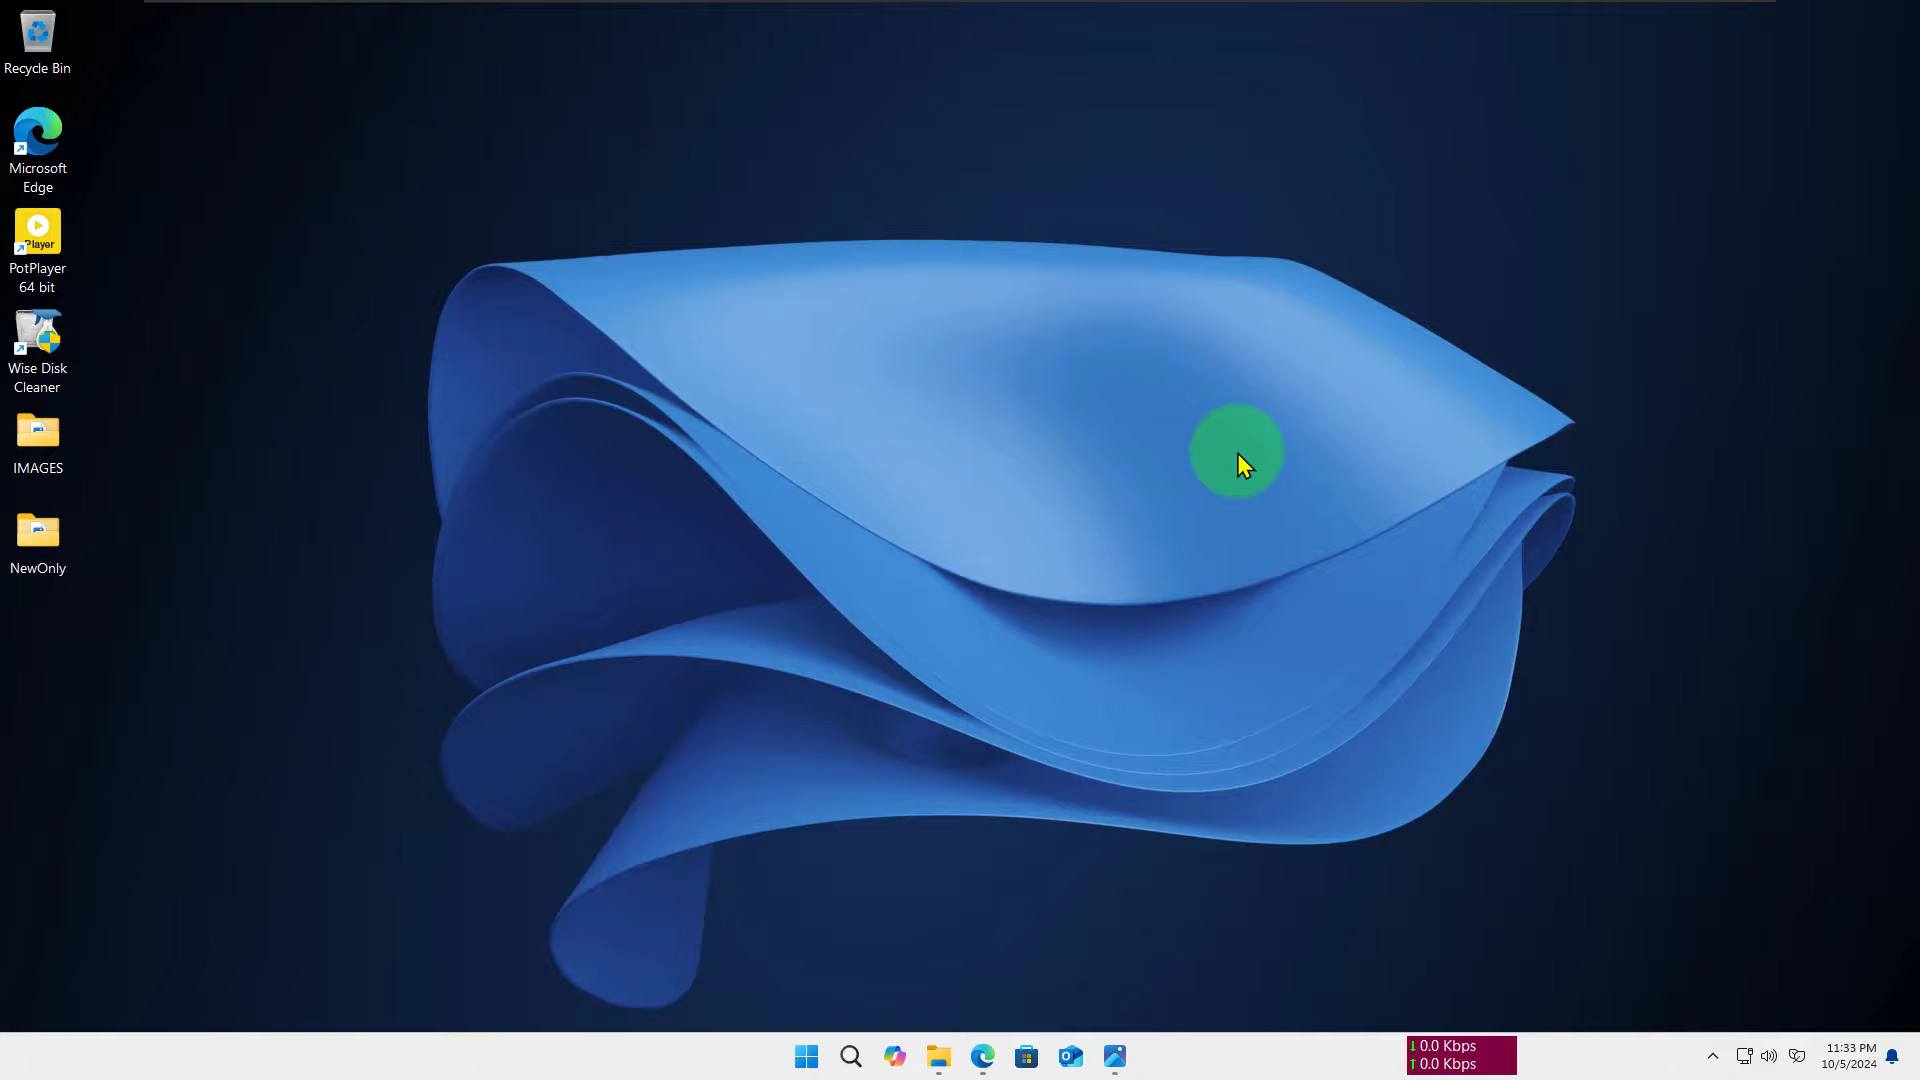 Recycle Bin
Microsoft
Edge
Player
PotPlayer
64 bit
Wise Disk
Cleaner
IMAGES
NewOnly
0.0 Kbps
0.0 Kbps
11:33 PM
10/5/2024